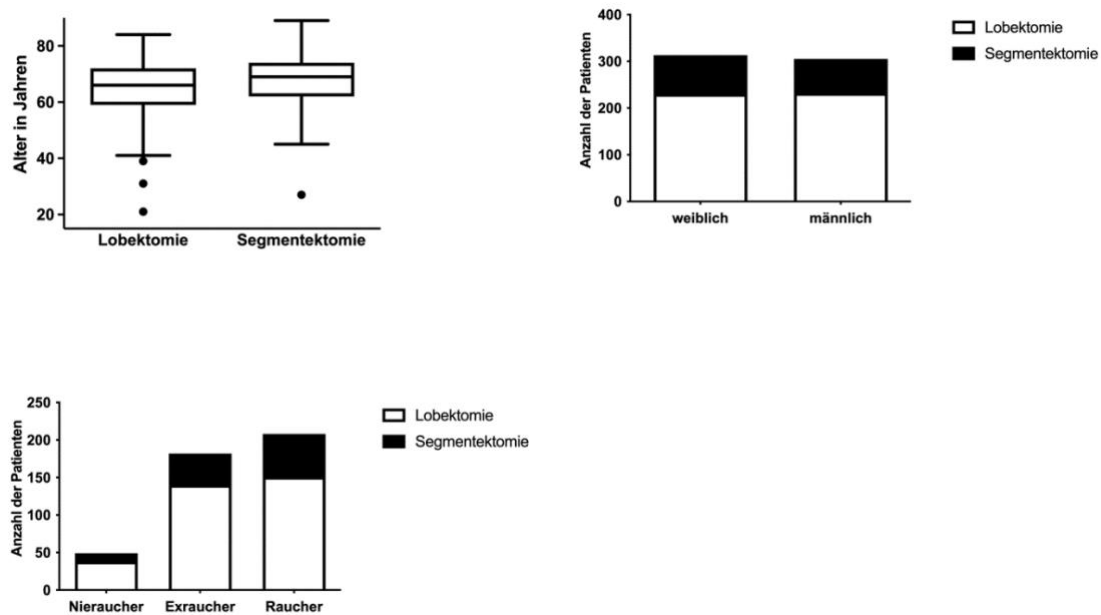 Alter in Jahren
80
60
40
20
Lobektomie
Segmentektomie
Anzahl der Patienten
400
300
200
100
0
weiblich
männlich
Lobektomie
Segmentektomie
Anzahl der Patienten
250
200
150
100
50
0
Nieraucher
Exraucher
Raucher
Lobektomie
Segmentektomie